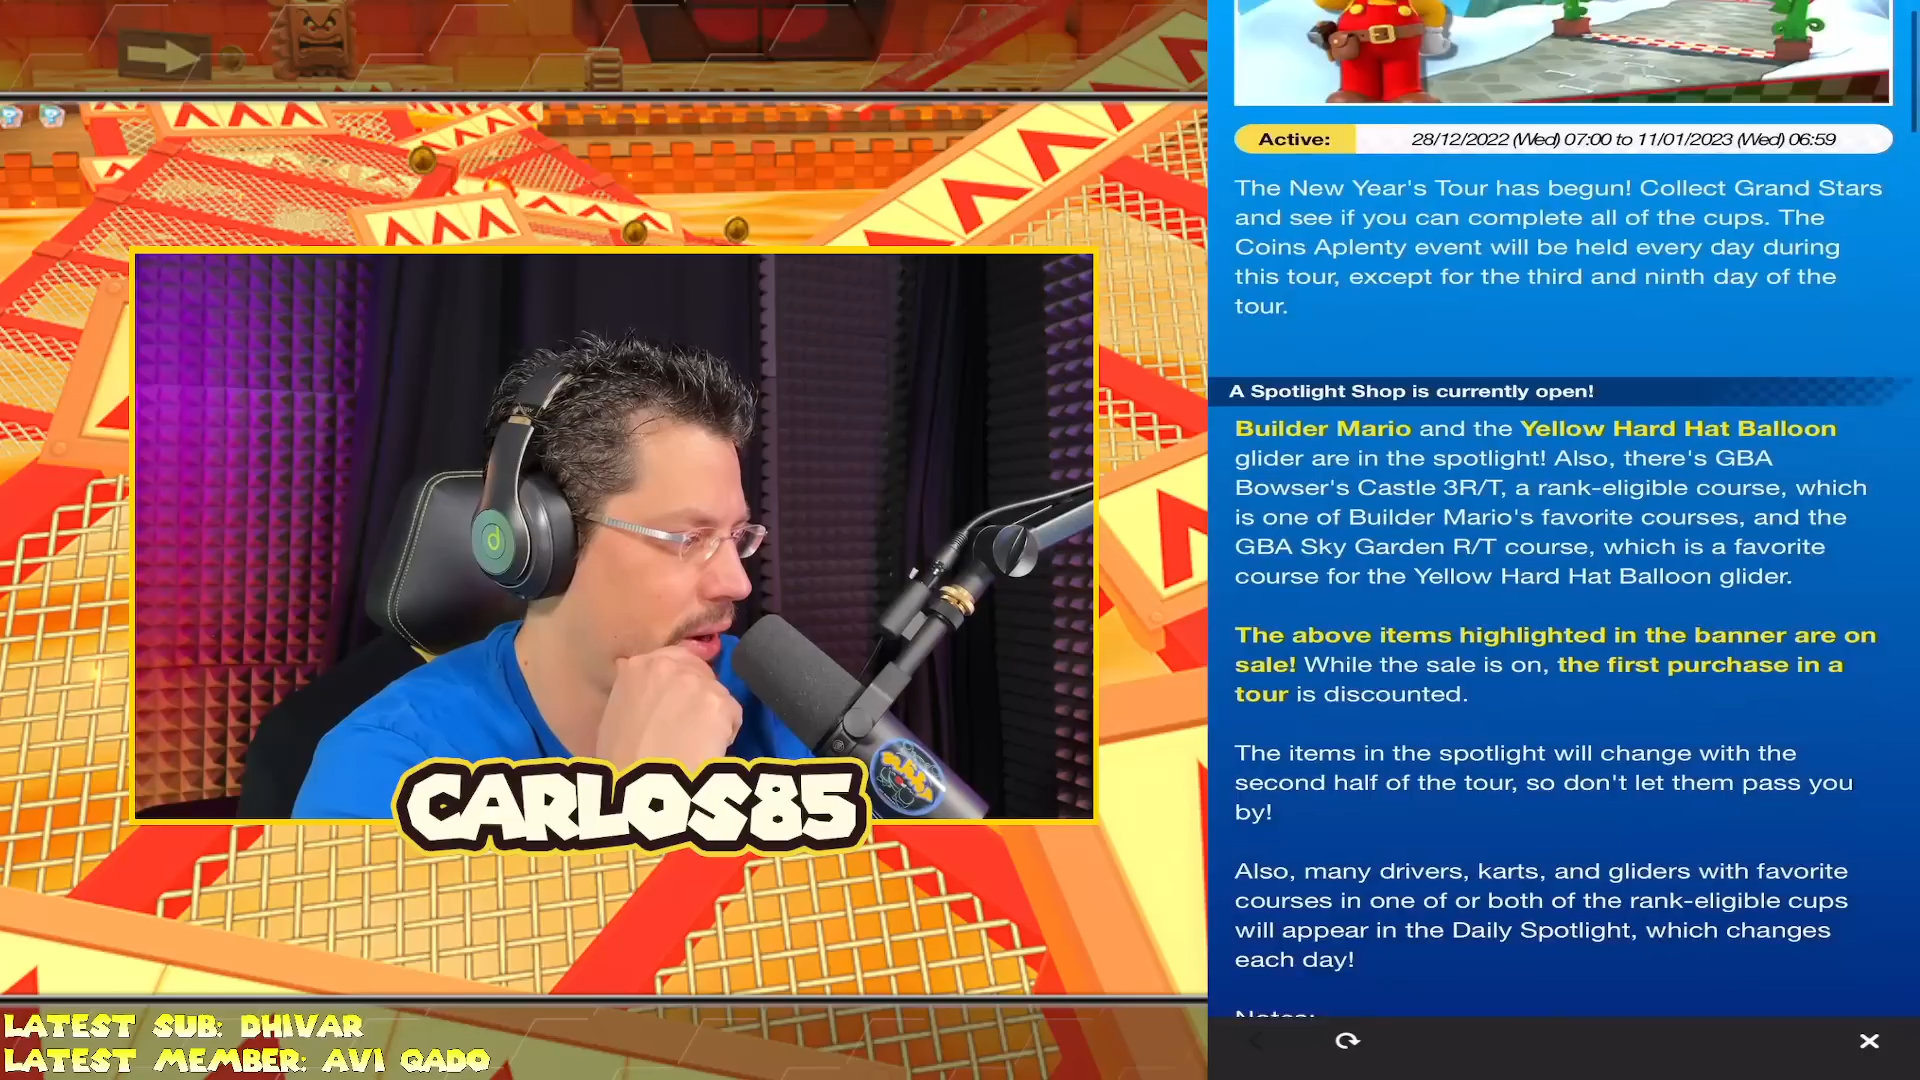 Active: 28/12/2022 (Wed) 07:00 to 11/01/2023 (Wed) 06:59
The New Year's Tour has begun! Collect Grand Stars
and see if you can complete all of the cups. The
Coins Aplenty event will be held every day during
this tour, except for the third and ninth day of the
tour.
A Spotlight Shop is currently open!
Builder Mario and the Yellow Hard Hat Balloon
glider are in the spotlight! Also, there's GBA
Bowser's Castle 3R/T, a rank-eligible course, which
is one of Builder Mario's favorite courses, and the
GBA Sky Garden R/T course, which is a favorite
course for the Yellow Hard Hat Balloon glider.
The above items highlighted in the banner are on
sale! While the sale is on, the first purchase in a
tour is discounted.
The items in the spotlight will change with the
second half of the tour, so don't let them pass you
by!
Also, many drivers, karts, and gliders with favorite
courses in one of or both of the rank-eligible cups
will appear in the Daily Spotlight, which changes
each day!
Notes:
CARLOS85
LATEST SUB: DHIVAR
LATEST MEMBER: AVI QADO